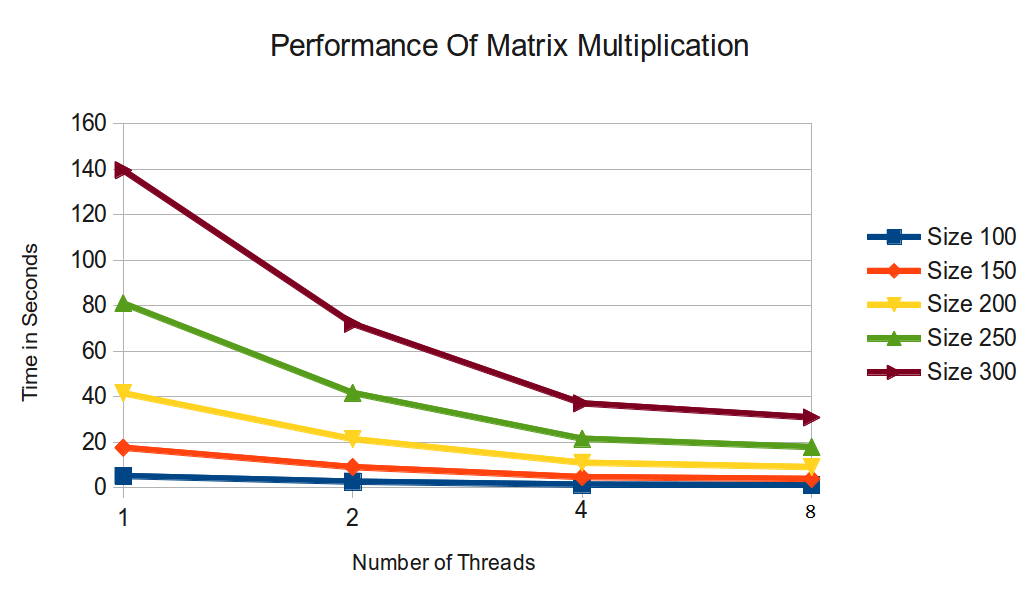 Performance Of Matrix Multiplication
160
140
120
100
80
60
40
20
0
Time in Seconds
1
2
4
8
Number of Threads
Size 100
Size 150
Size 200
Size 250
Size 300